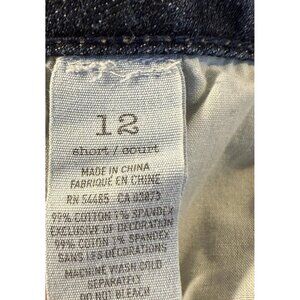 12
short / court
MADE IN CHINA
FABRIQUÉ EN CHINE
RN 54485 CA 03873
99% COTTON 1% SPANDEX
EXCLUSIVE OF DECORATION
99% COTON 1% SPANDEX
SANS LES DÉCORATIONS
MACHINE WASH COLD
SEPARATELY
DO NOT BLEACH